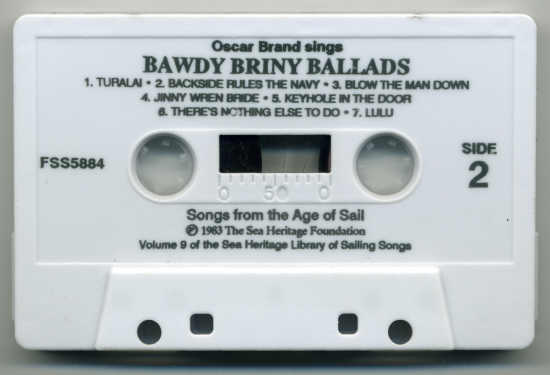 Oscar Brand sings
BAWDY BRINY BALLADS
1. TURALAI • 2. BACKSIDE RULES THE NAVY • 3. BLOW THE MAN DOWN
4. JINNY WREN BRIDE • 5. KEYHOLE IN THE DOOR
6. THERE'S NOTHING ELSE TO DO • 7. LULU
FSS5884
SIDE
2
0 50 0
Songs from the Age of Sail
℗ 1983 The Sea Heritage Foundation
Volume 9 of the Sea Heritage Library of Sailing Songs